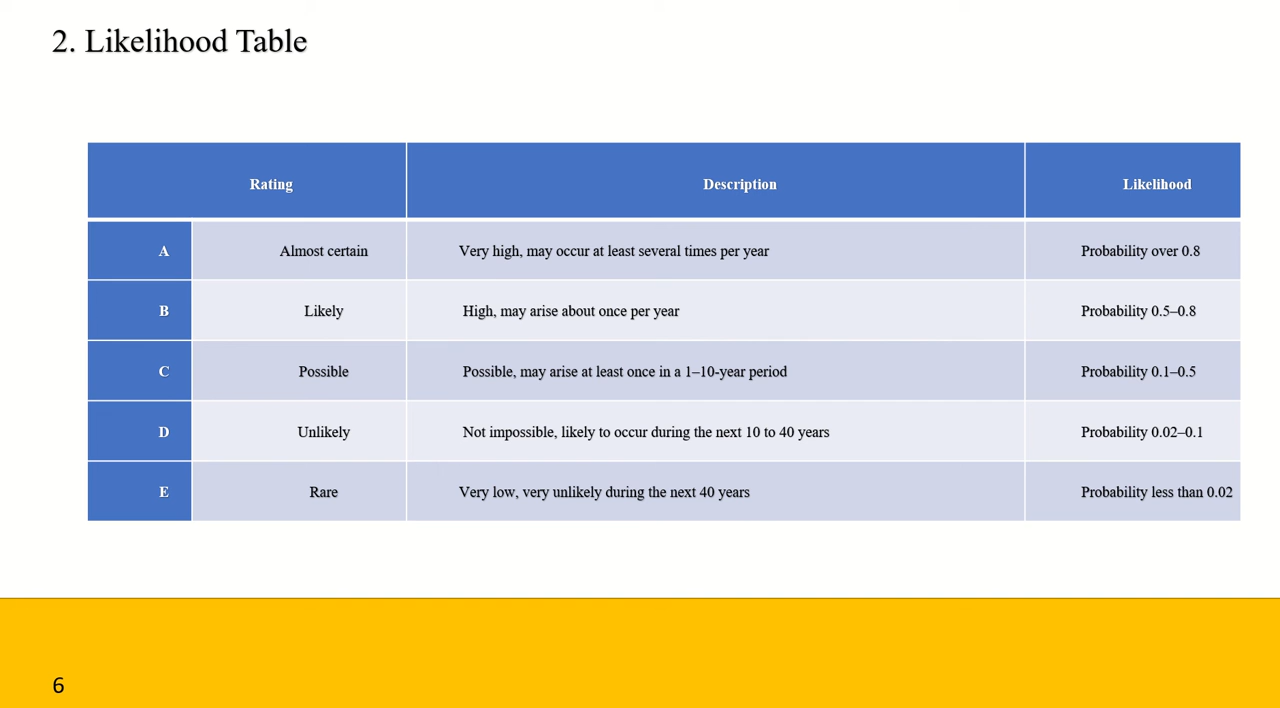 2. Likelihood Table
Rating Description Likelihood
A Almost certain Very high, may occur at least several times per year Probability over 0.8
B Likely High, may arise about once per year Probability 0.5–0.8
C Possible Possible, may arise at least once in a 1–10-year period Probability 0.1–0.5
D Unlikely Not impossible, likely to occur during the next 10 to 40 years Probability 0.02–0.1
E Rare Very low, very unlikely during the next 40 years Probability less than 0.02
6